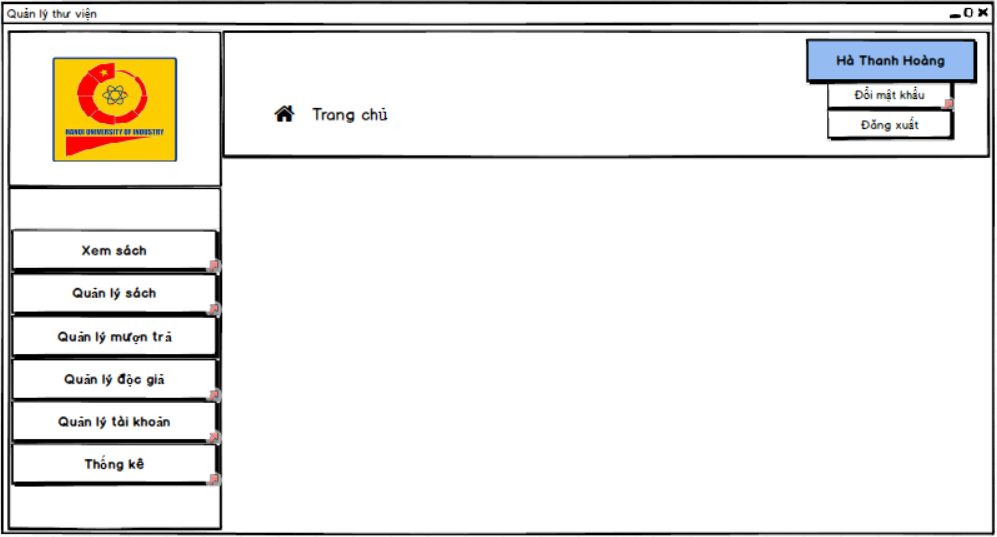 Quản lý thư viện
HANOI UNIVERSITY OF INDUSTRY
Trang chủ
Hà Thanh Hoàng
Đổi mật khẩu
Đăng xuất
Xem sách
Quản lý sách
Quản lý mượn trả
Quản lý độc giả
Quản lý tài khoản
Thống kê